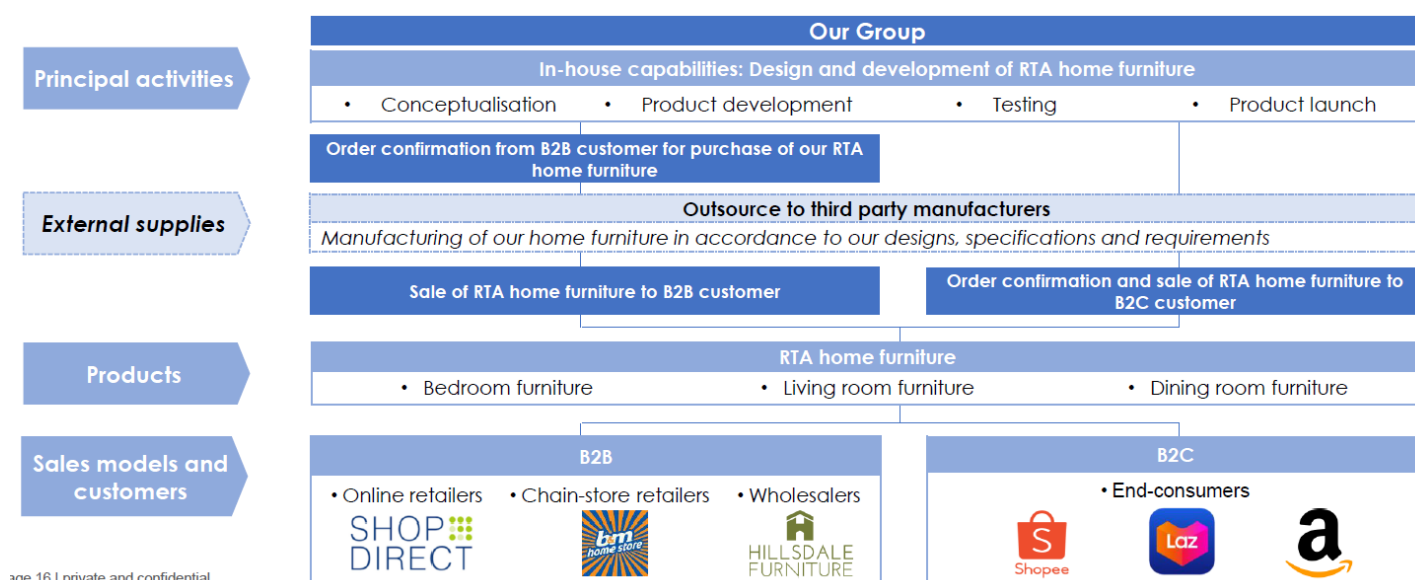 Our Group
Principal activities
In-house capabilities: Design and development of RTA home furniture
• Conceptualisation • Product development • Testing • Product launch
Order confirmation from B2B customer for purchase of our RTA
home furniture
External supplies
Outsource to third party manufacturers
Manufacturing of our home furniture in accordance to our designs, specifications and requirements
Sale of RTA home furniture to B2B customer
Order confirmation and sale of RTA home furniture to
B2C customer
Products
RTA home furniture
• Bedroom furniture • Living room furniture • Dining room furniture
Sales models and
customers
B2B
• Online retailers • Chain-store retailers • Wholesalers
SHOP
DIRECT
b&m
home store
HILLSDALE
FURNITURE
B2C
• End-consumers
S
Shopee
Laz
a
age 16 | private and confidential